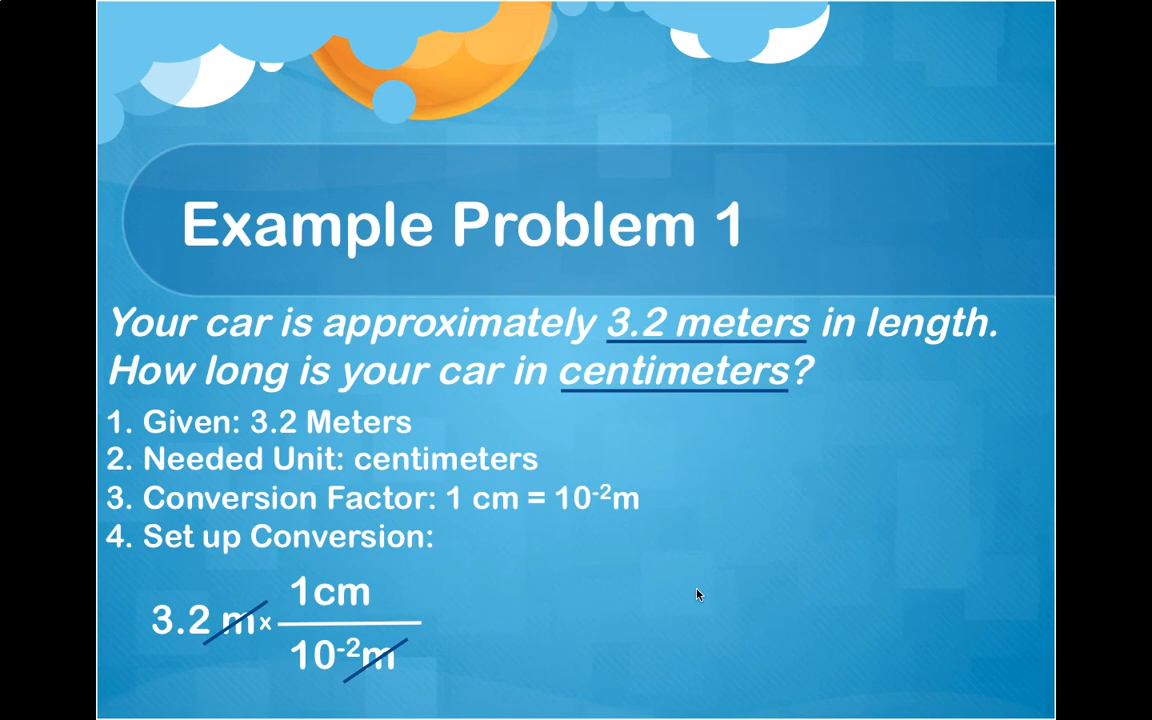 Example Problem 1
Your car is approximately 3.2 meters in length.
How long is your car in centimeters?
1. Given: 3.2 Meters
2. Needed Unit: centimeters
3. Conversion Factor: 1 cm = 10⁻²m
4. Set up Conversion:
1cm
3.2 m x
10⁻²m